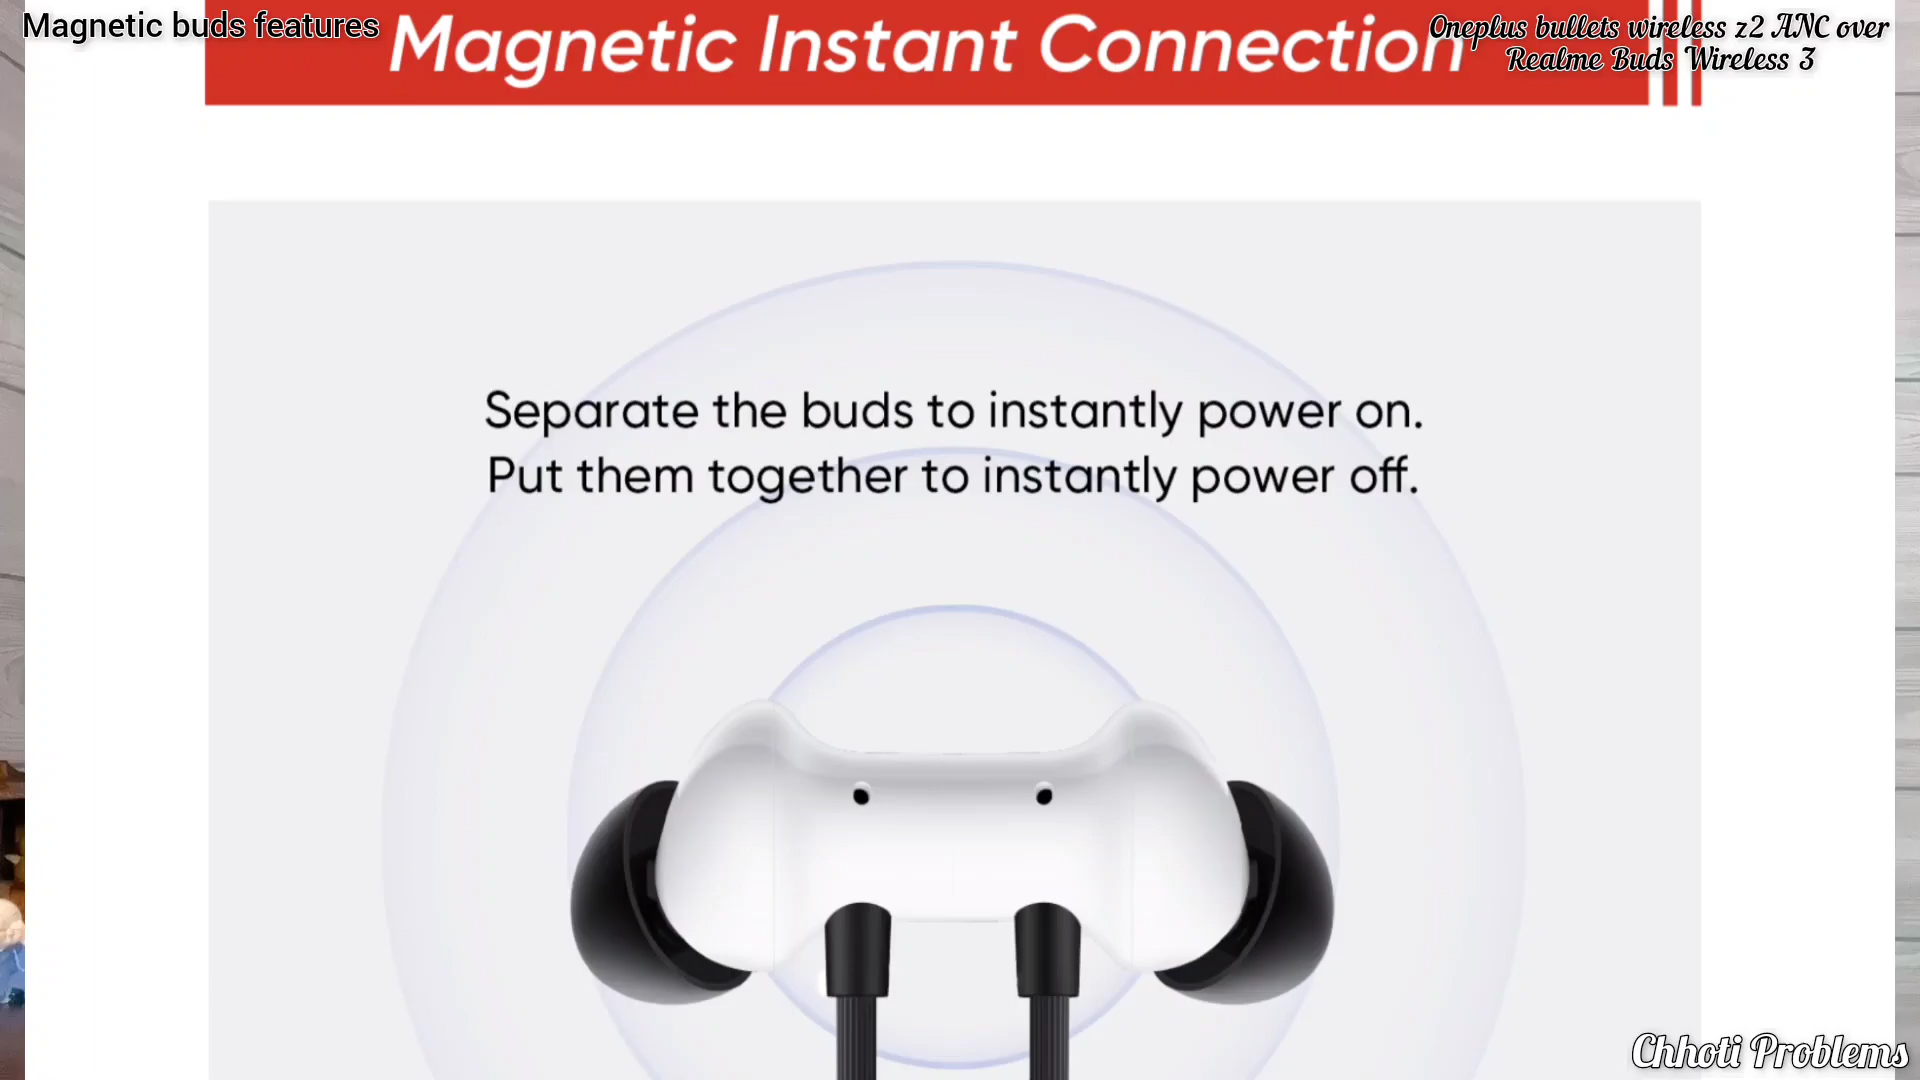 Magnetic buds features
Magnetic Instant Connection
Oneplus bullets wireless z2 ANC over
Realme Buds Wireless 3
Separate the buds to instantly power on.
Put them together to instantly power off.
Chhoti Problems